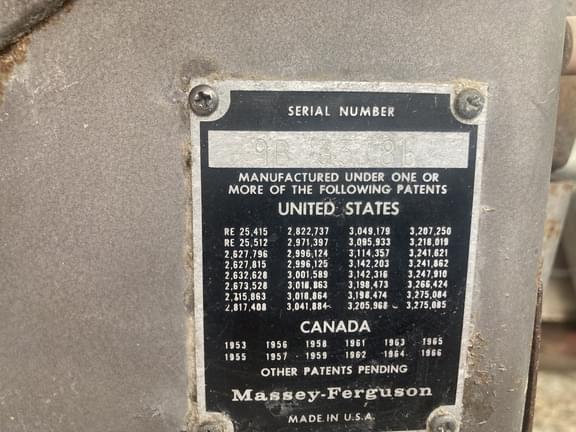 SERIAL NUMBER
MANUFACTURED UNDER ONE OR
MORE OF THE FOLLOWING PATENTS
UNITED STATES
RE 25,415 2,822,737 3,049,179 3,207,250
RE 25,512 2,971,397 3,095,933 3,218,019
2,627,796 2,996,124 3,114,357 3,241,621
2,627,815 2,996,125 3,142,203 3,241,862
2,632,628 3,001,589 3,142,316 3,247,910
2,673,528 3,018,863 3,198,473 3,266,424
2,715,863 3,018,864 3,198,474 3,275,084
2,817,408 3,041,884 3,205,968 3,275,085
CANADA
1953 1956 1958 1961 1963 1965
1955 1957 1959 1962 1964 1966
OTHER PATENTS PENDING
Massey-Ferguson
MADE IN U.S.A.